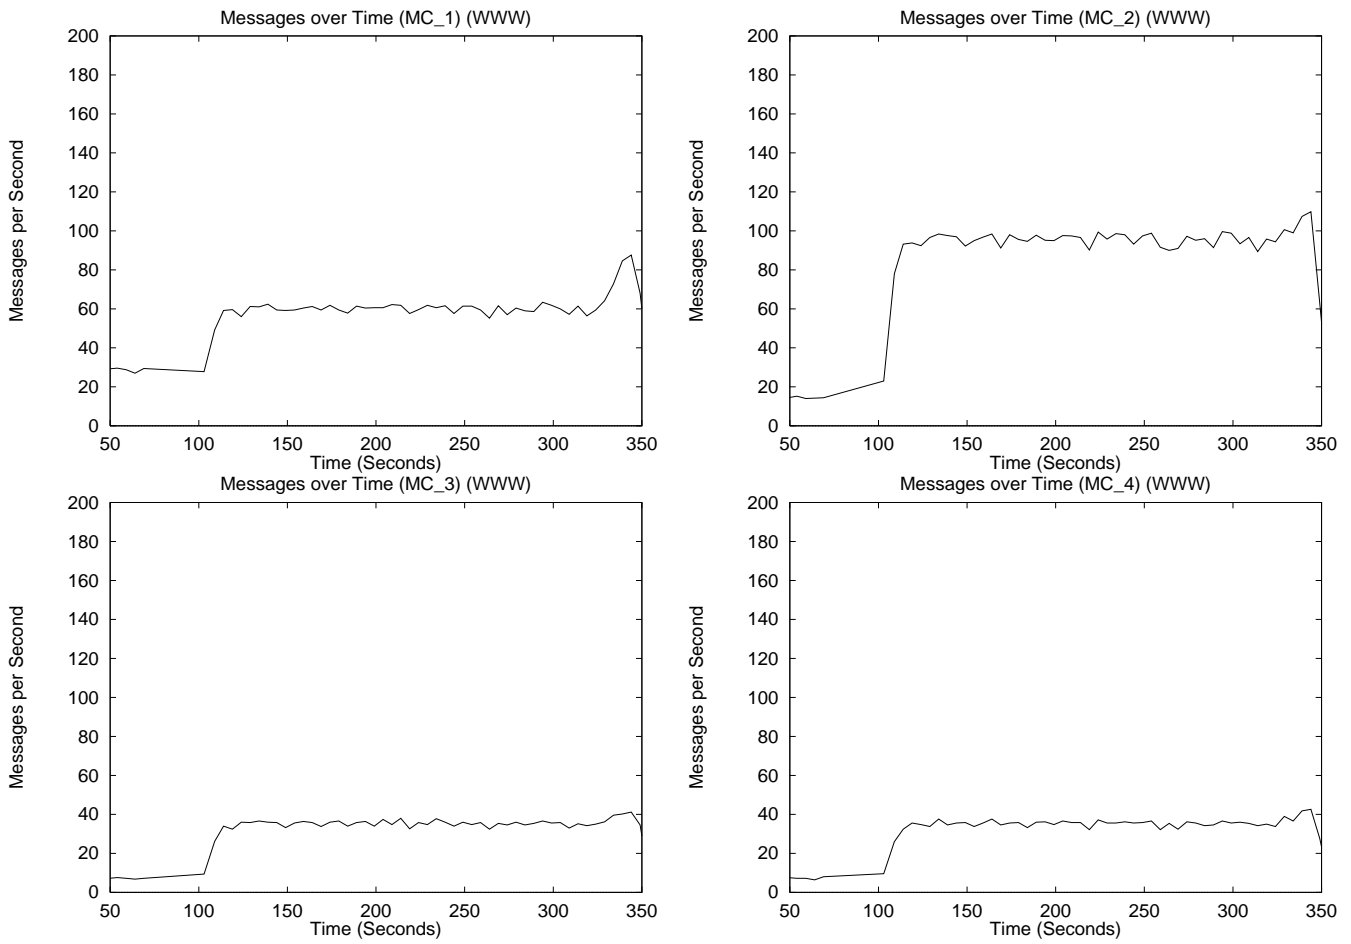 Messages over Time (MC_1) (WWW)
200
180
160
140
120
100
80
60
40
20
0
Messages per Second
50 100 150 200 250 300 350
Time (Seconds)
Messages over Time (MC_2) (WWW)
200
180
160
140
120
100
80
60
40
20
0
Messages per Second
50 100 150 200 250 300 350
Time (Seconds)
Messages over Time (MC_3) (WWW)
200
180
160
140
120
100
80
60
40
20
0
Messages per Second
50 100 150 200 250 300 350
Time (Seconds)
Messages over Time (MC_4) (WWW)
200
180
160
140
120
100
80
60
40
20
0
Messages per Second
50 100 150 200 250 300 350
Time (Seconds)